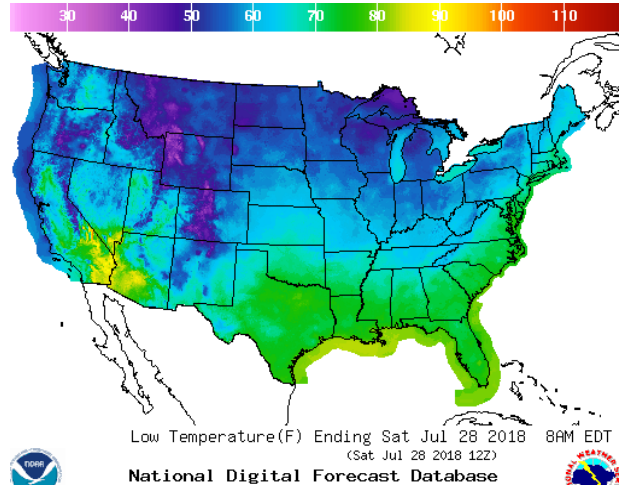 30 40 50 60 70 80 90 100 110
Low Temperature(F) Ending Sat Jul 28 2018 8AM EDT
(Sat Jul 28 2018 12Z)
National Digital Forecast Database
noaa